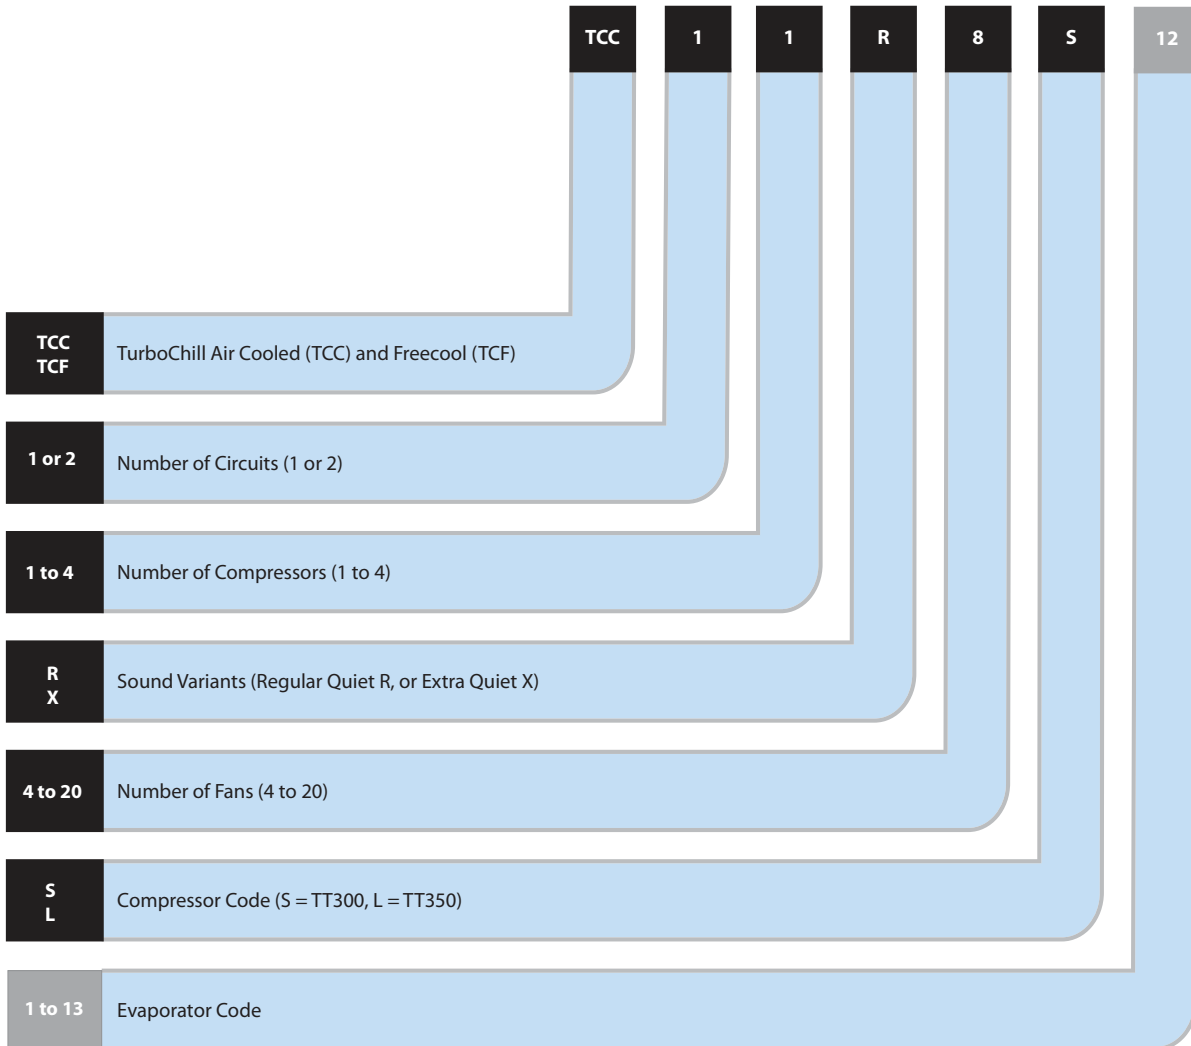 TCC 1 1 R 8 S 12
TCC
TCF
TurboChill Air Cooled (TCC) and Freecool (TCF)
1 or 2
Number of Circuits (1 or 2)
1 to 4
Number of Compressors (1 to 4)
R
X
Sound Variants (Regular Quiet R, or Extra Quiet X)
4 to 20
Number of Fans (4 to 20)
S
L
Compressor Code (S = TT300, L = TT350)
1 to 13
Evaporator Code